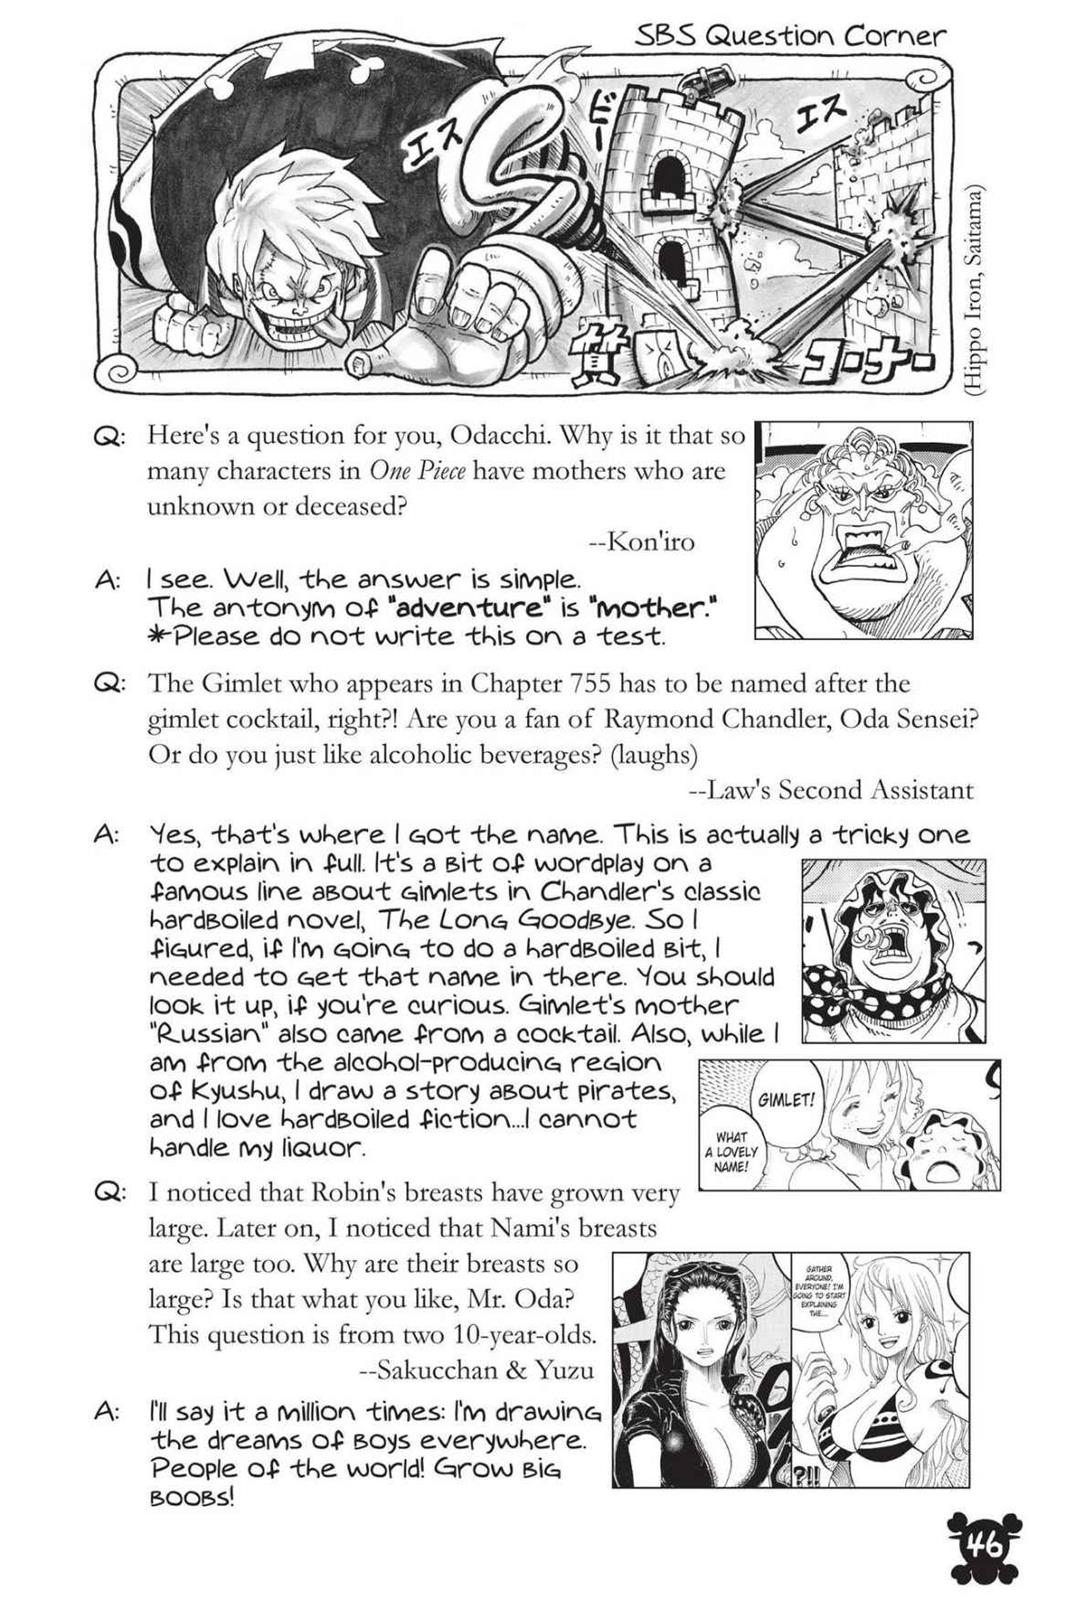 SBS Question Corner
エス
ビー
エス
質
コーナー
(Hippo Iron, Saitama)
Q: Here's a question for you, Odacchi. Why is it that so
many characters in One Piece have mothers who are
unknown or deceased?
--Kon'iro
A: I see. Well, the answer is simple.
The antonym of "adventure" is "mother."
*Please do not write this on a test.
Q: The Gimlet who appears in Chapter 755 has to be named after the
gimlet cocktail, right?! Are you a fan of Raymond Chandler, Oda Sensei?
Or do you just like alcoholic beverages? (laughs)
--Law's Second Assistant
A: Yes, that's where I got the name. This is actually a tricky one
to explain in full. It's a bit of wordplay on a
famous line about gimlets in Chandler's classic
hardboiled novel, The Long Goodbye. So I
figured, if I'm going to do a hardboiled bit, I
needed to get that name in there. You should
look it up, if you're curious. Gimlet's mother
"Russian" also came from a cocktail. Also, while I
am from the alcohol-producing region
of Kyushu, I draw a story about pirates,
and I love hardboiled fiction...I cannot
handle my liquor.
GIMLET!
WHAT
A LOVELY
NAME!
Q: I noticed that Robin's breasts have grown very
large. Later on, I noticed that Nami's breasts
are large too. Why are their breasts so
large? Is that what you like, Mr. Oda?
This question is from two 10-year-olds.
--Sakucchan & Yuzu
GATHER
AROUND,
EVERYONE! I'M
GOING TO START
EXPLAINING
THE...
?!!
A: I'll say it a million times: I'm drawing
the dreams of boys everywhere.
People of the world! Grow big
boobs!
46